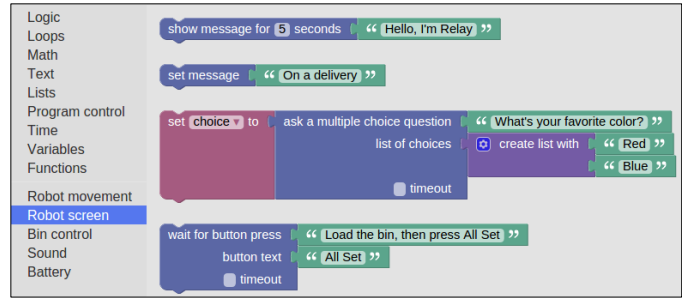 Logic
Loops
Math
Text
Lists
Program control
Time
Variables
Functions
Robot movement
Robot screen
Bin control
Sound
Battery
show message for 5 seconds “ Hello, I'm Relay ”
set message “ On a delivery ”
set choice ▾ to ask a multiple choice question “ What's your favorite color? ”
list of choices create list with “ Red ”
“ Blue ”
timeout
wait for button press “ Load the bin, then press All Set ”
button text “ All Set ”
timeout